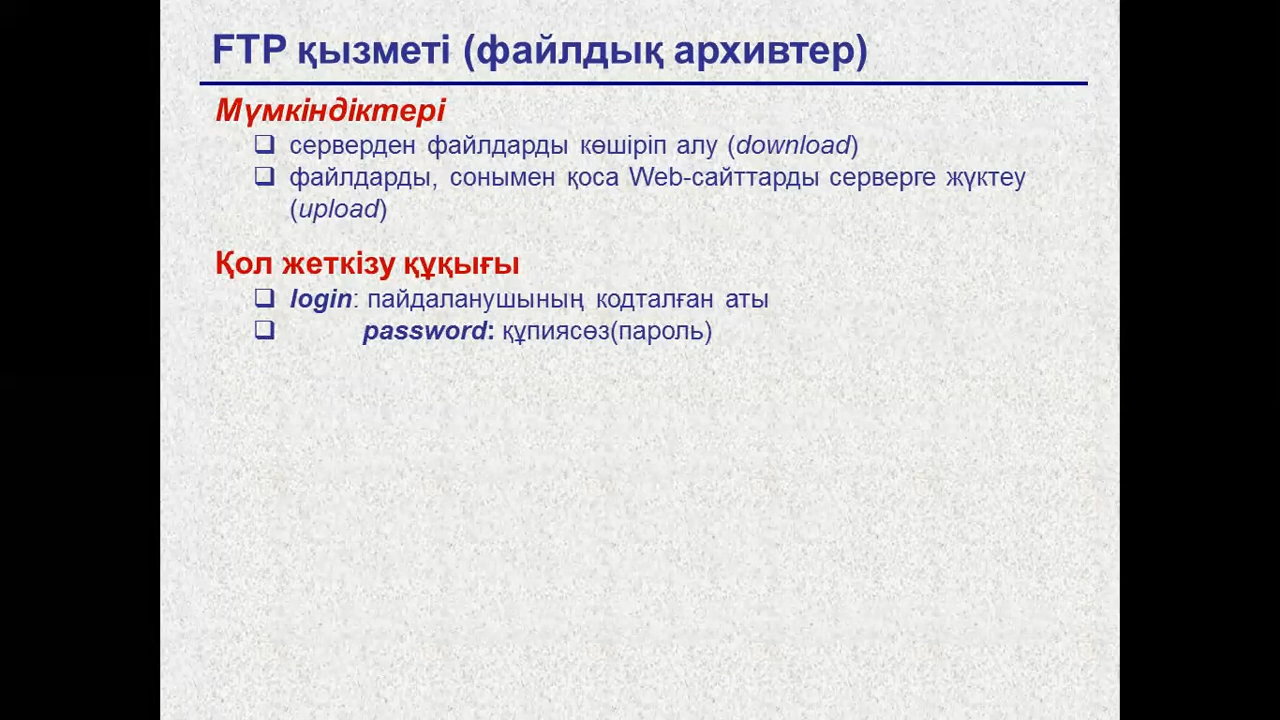 FTP қызметі (файлдық архивтер)
Мүмкіндіктері
серверден файлдарды көшіріп алу (download)
файлдарды, сонымен қоса Web-сайттарды серверге жүктеу
(upload)
Қол жеткізу құқығы
login: пайдаланушының кодталған аты
password: құпиясөз(пароль)